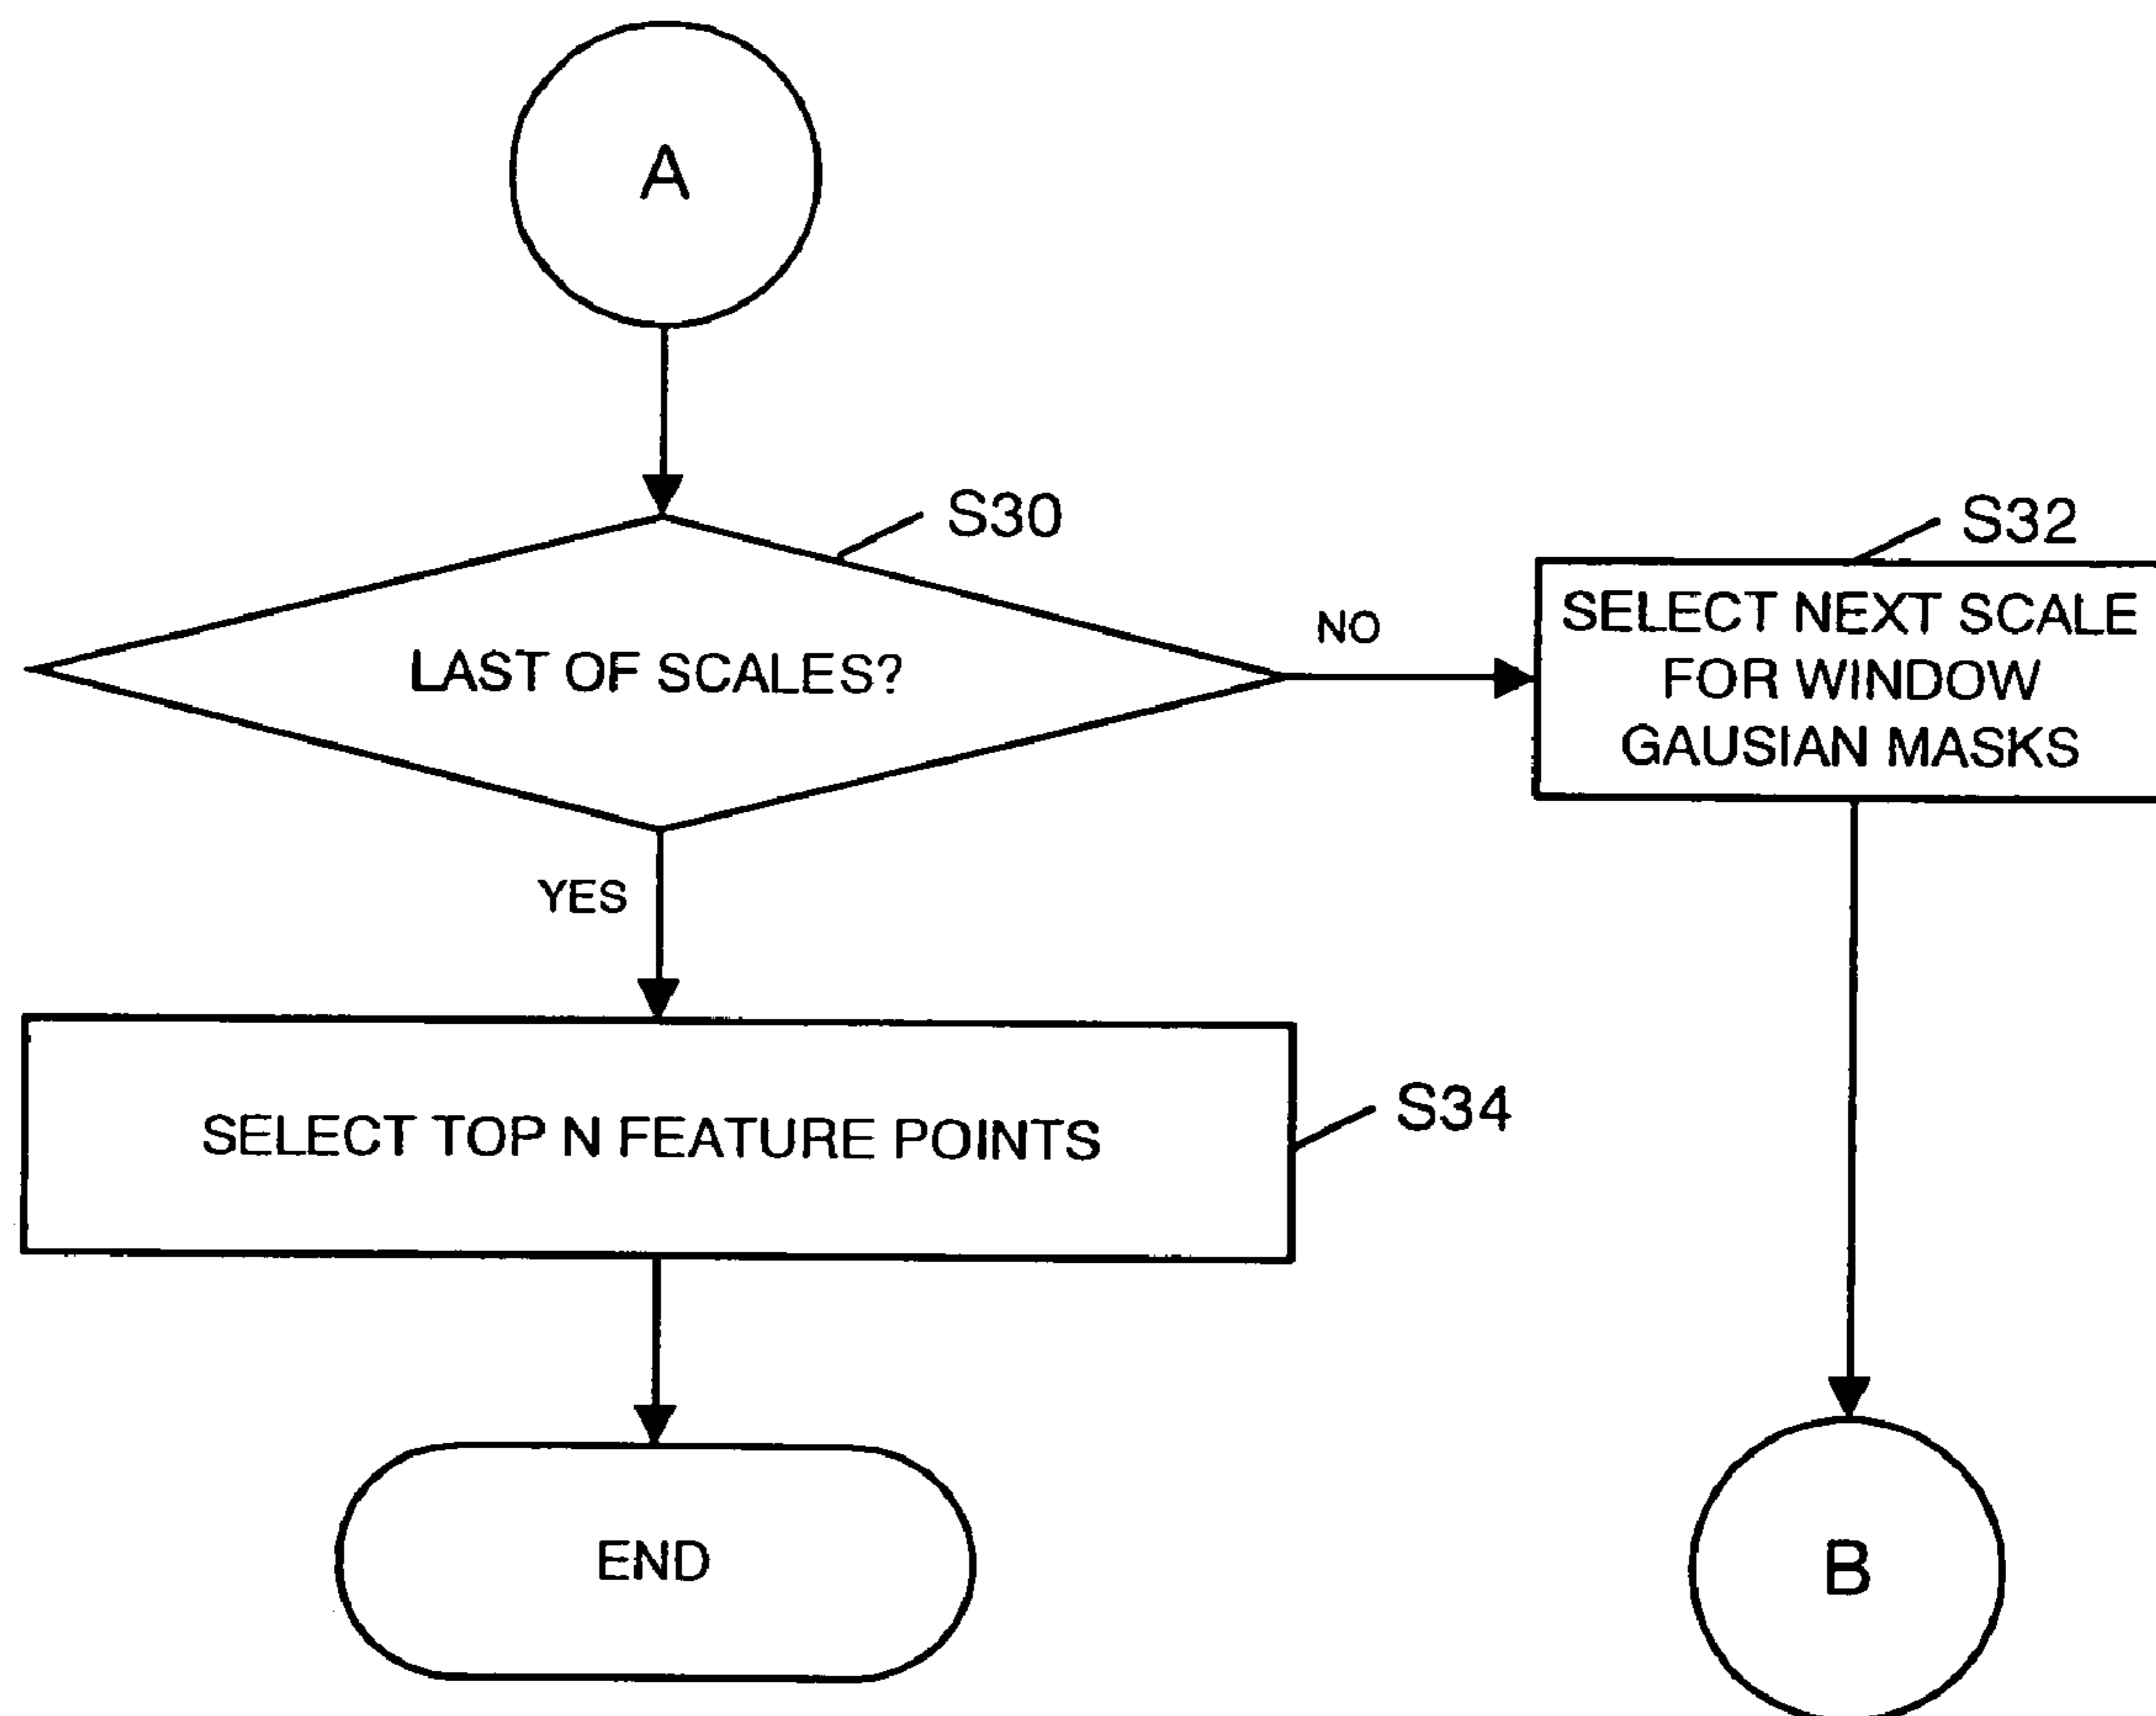 A
S30
LAST OF SCALES?
NO
S32
SELECT NEXT SCALE
FOR WINDOW
GAUSIAN MASKS
YES
SELECT TOP N FEATURE POINTS
S34
END
B